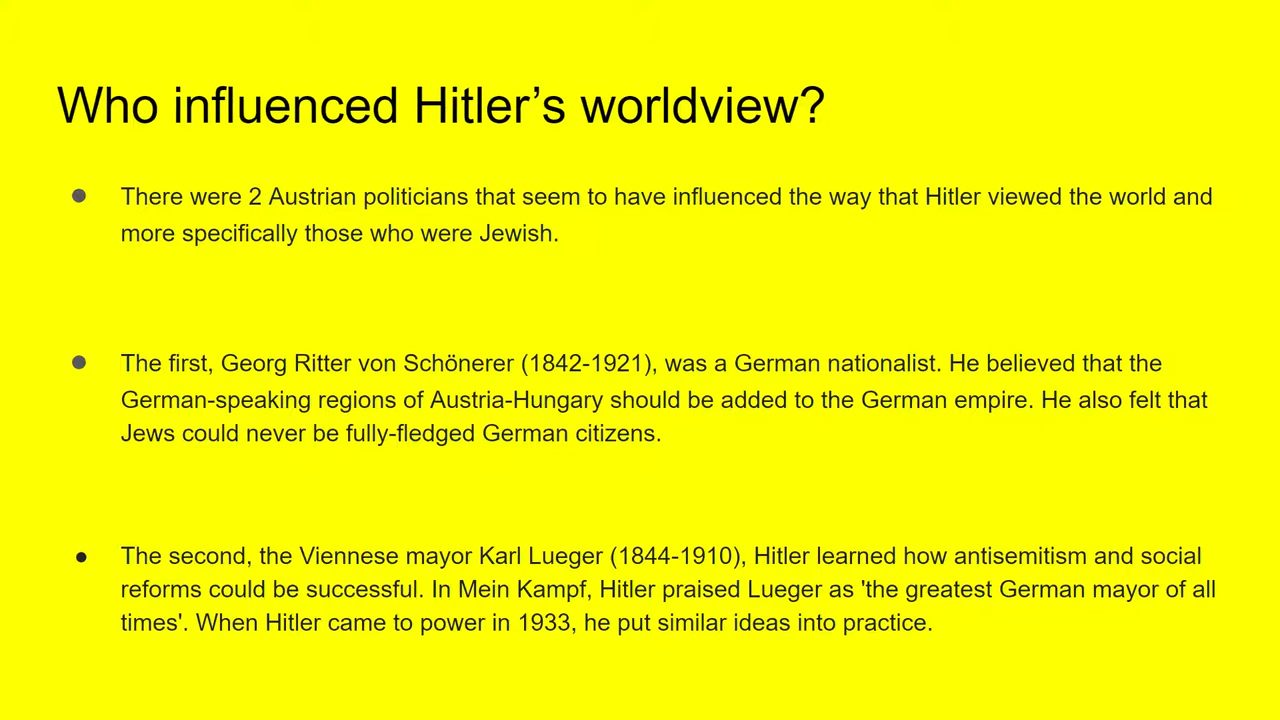 Who influenced Hitler’s worldview?
● There were 2 Austrian politicians that seem to have influenced the way that Hitler viewed the world and
more specifically those who were Jewish.
● The first, Georg Ritter von Schönerer (1842-1921), was a German nationalist. He believed that the
German-speaking regions of Austria-Hungary should be added to the German empire. He also felt that
Jews could never be fully-fledged German citizens.
● The second, the Viennese mayor Karl Lueger (1844-1910), Hitler learned how antisemitism and social
reforms could be successful. In Mein Kampf, Hitler praised Lueger as 'the greatest German mayor of all
times'. When Hitler came to power in 1933, he put similar ideas into practice.